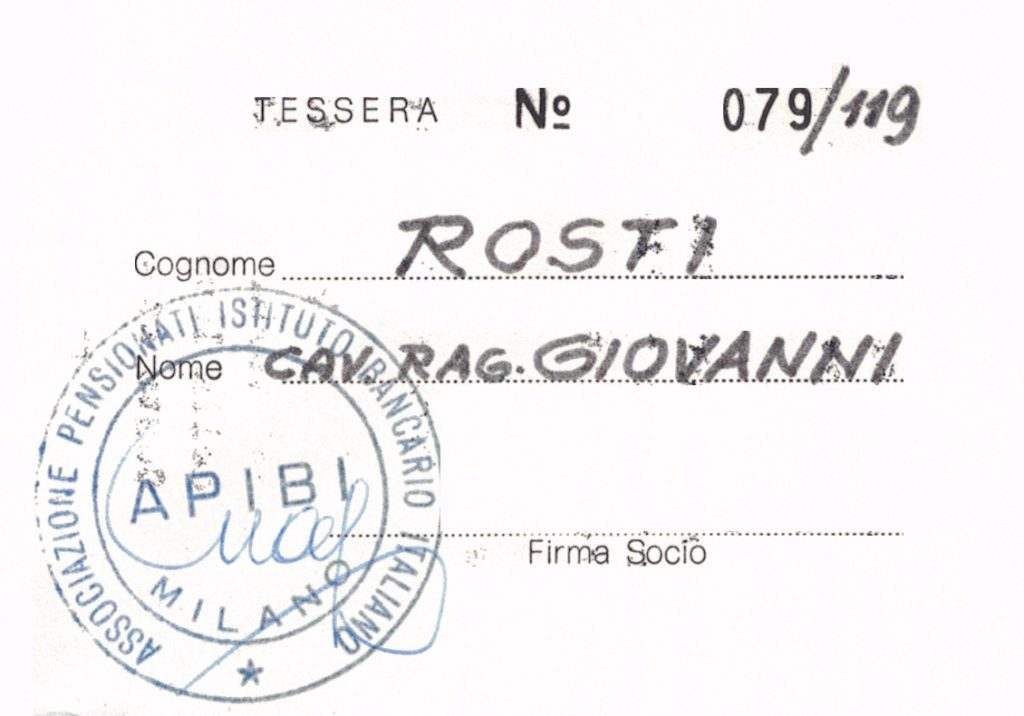 TESSERA Nº 079/119
Cognome ROSTI
Nome CAV. RAG. GIOVANNI
Firma Socio
ASSOCIAZIONE PENSIONATI ISTITUTO BANCARIO ITALIANO
APIBI
MILANO